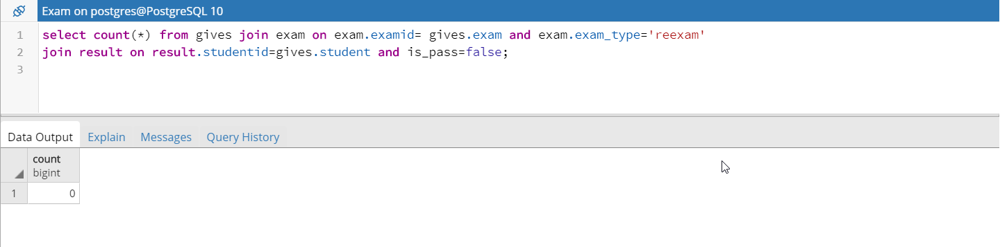 Exam on postgres@PostgreSQL 10
1 select count(*) from gives join exam on exam.examid= gives.exam and exam.exam_type='reexam'
2 join result on result.studentid=gives.student and is_pass=false;
3
Data Output Explain Messages Query History
count
bigint
1 0